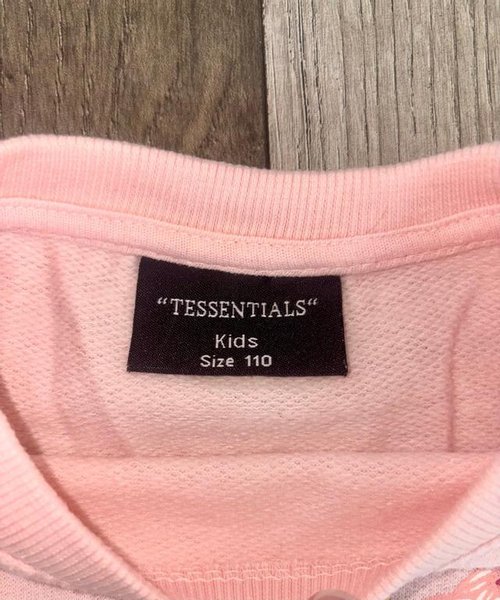 “TESSENTIALS“
Kids
Size 110